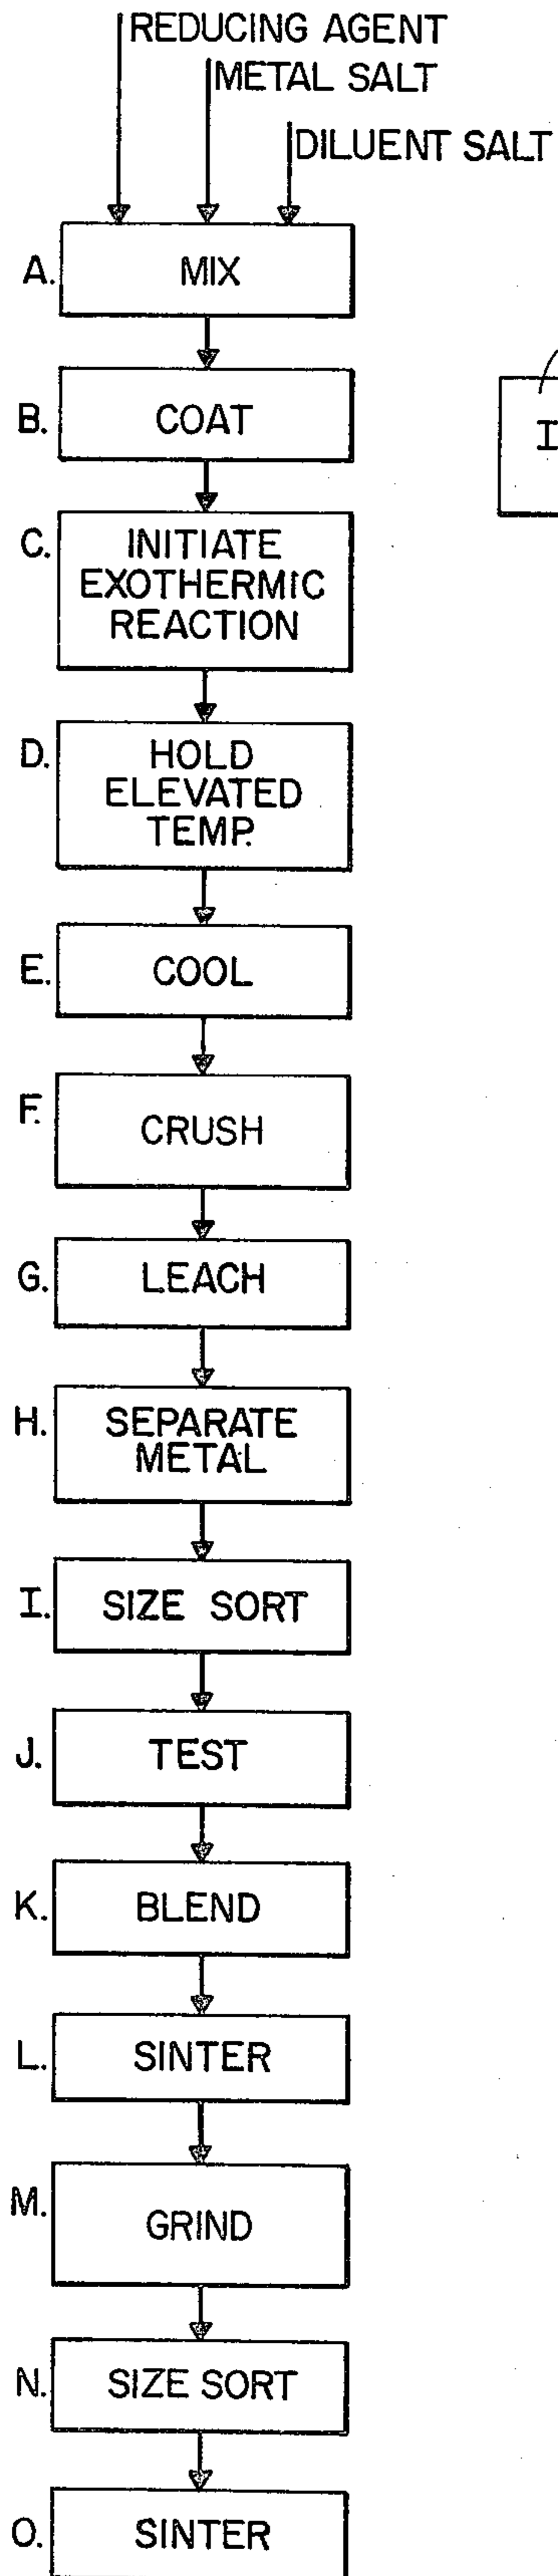 REDUCING AGENT
METAL SALT
DILUENT SALT
A. MIX
B. COAT
C. INITIATE
EXOTHERMIC
REACTION
D. HOLD
ELEVATED
TEMP.
E. COOL
F. CRUSH
G. LEACH
H. SEPARATE
METAL
I. SIZE SORT
J. TEST
K. BLEND
L. SINTER
M. GRIND
N. SIZE SORT
O. SINTER